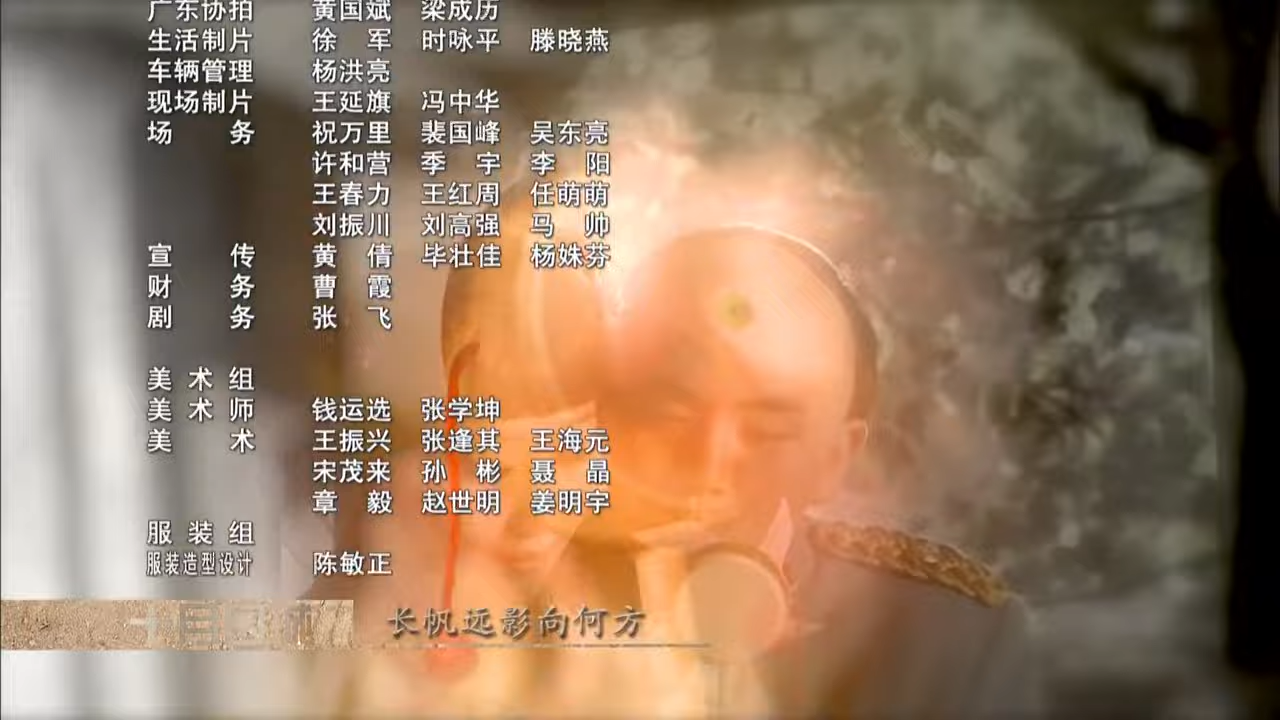 广东协拍 黄国斌 梁成历
生活制片 徐军 时咏平 滕晓燕
车辆管理 杨洪亮
现场制片 王延旗 冯中华
场务 祝万里 裴国峰 吴东亮
许和营 季宇 李阳
王春力 王红周 任萌萌
刘振川 刘高强 马帅
宣传 黄倩 毕壮佳 杨姝芬
财务 曹霞
剧务 张飞
美术组
美术师 钱运选 张学坤
美术 王振兴 张逢其 王海元
宋茂来 孙彬 聂晶
章毅 赵世明 姜明宇
服装组
服装造型设计 陈敏正
长帆远影向何方